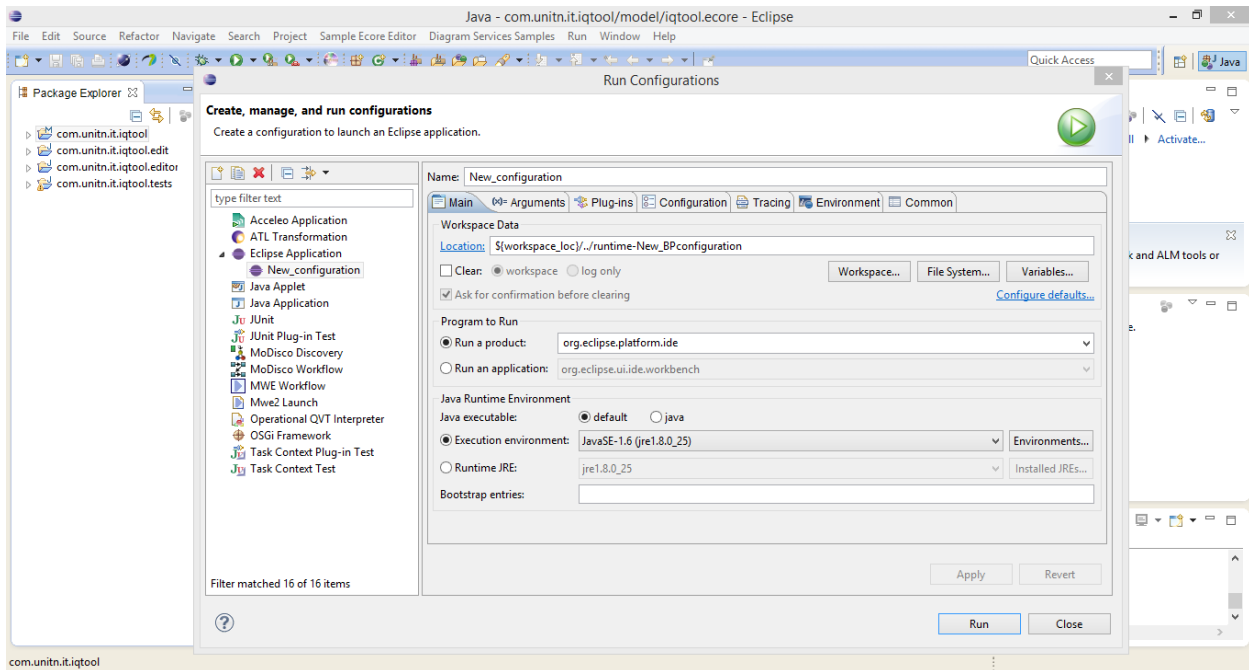 Java - com.unitn.it.iqtool/model/iqtool.ecore - Eclipse
File Edit Source Refactor Navigate Search Project Sample Ecore Editor Diagram Services Samples Run Window Help
Quick Access
Java
Package Explorer
com.unitn.it.iqtool
com.unitn.it.iqtool.edit
com.unitn.it.iqtool.editor
com.unitn.it.iqtool.tests
Run Configurations
Create, manage, and run configurations
Create a configuration to launch an Eclipse application.
type filter text
Acceleo Application
ATL Transformation
Eclipse Application
New_configuration
Java Applet
Java Application
JUnit
JUnit Plug-in Test
MoDisco Discovery
MoDisco Workflow
MWE Workflow
Mwe2 Launch
Operational QVT Interpreter
OSGi Framework
Task Context Plug-in Test
Task Context Test
Filter matched 16 of 16 items
Name: New_configuration
Main Arguments Plug-ins Configuration Tracing Environment Common
Workspace Data
Location: ${workspace_loc}/../runtime-New_BPconfiguration
Clear: workspace log only Workspace... File System... Variables...
Ask for confirmation before clearing Configure defaults...
Program to Run
Run a product: org.eclipse.platform.ide
Run an application: org.eclipse.ui.ide.workbench
Java Runtime Environment
Java executable: default java
Execution environment: JavaSE-1.6 (jre1.8.0_25) Environments...
Runtime JRE: jre1.8.0_25 Installed JREs...
Bootstrap entries:
Apply Revert
Run Close
Activate...
and ALM tools or
com.unitn.it.iqtool